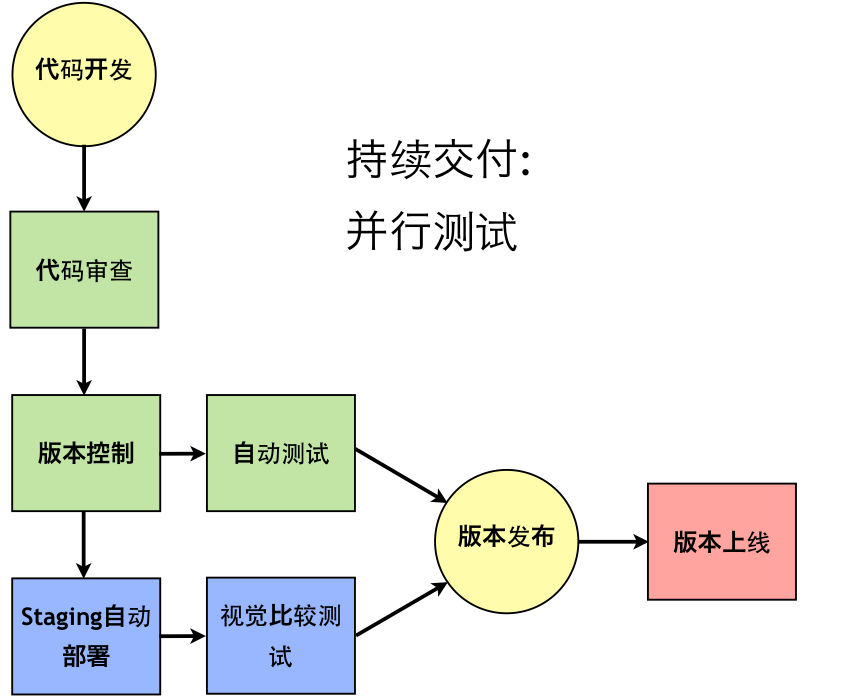 代码开发
持续交付:
并行测试
代码审查
版本控制
自动测试
版本发布
版本上线
Staging自动
部署
视觉比较测
试